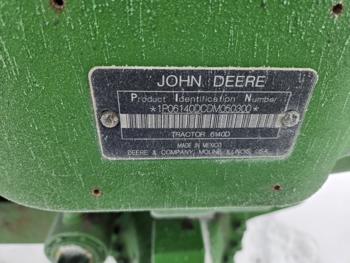 JOHN DEERE
Product Identification Number
*1P06140DCDM050300*
TRACTOR 6140D
MADE IN MEXICO
DEERE & COMPANY, MOLINE, ILLINOIS, USA